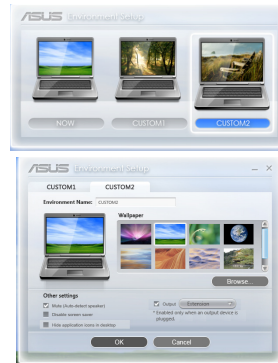 ASUS Environment Setup
NOW
CUSTOM1
CUSTOM2
ASUS Environment Setup
CUSTOM1
CUSTOM2
Environment Name:
CUSTOM2
Wallpaper
Browse...
Other settings
Mute (Auto-detect speaker)
Disable screen saver
Hide application icons in desktop
Output
Extension
* Enabled only when an output device is
plugged.
OK
Cancel